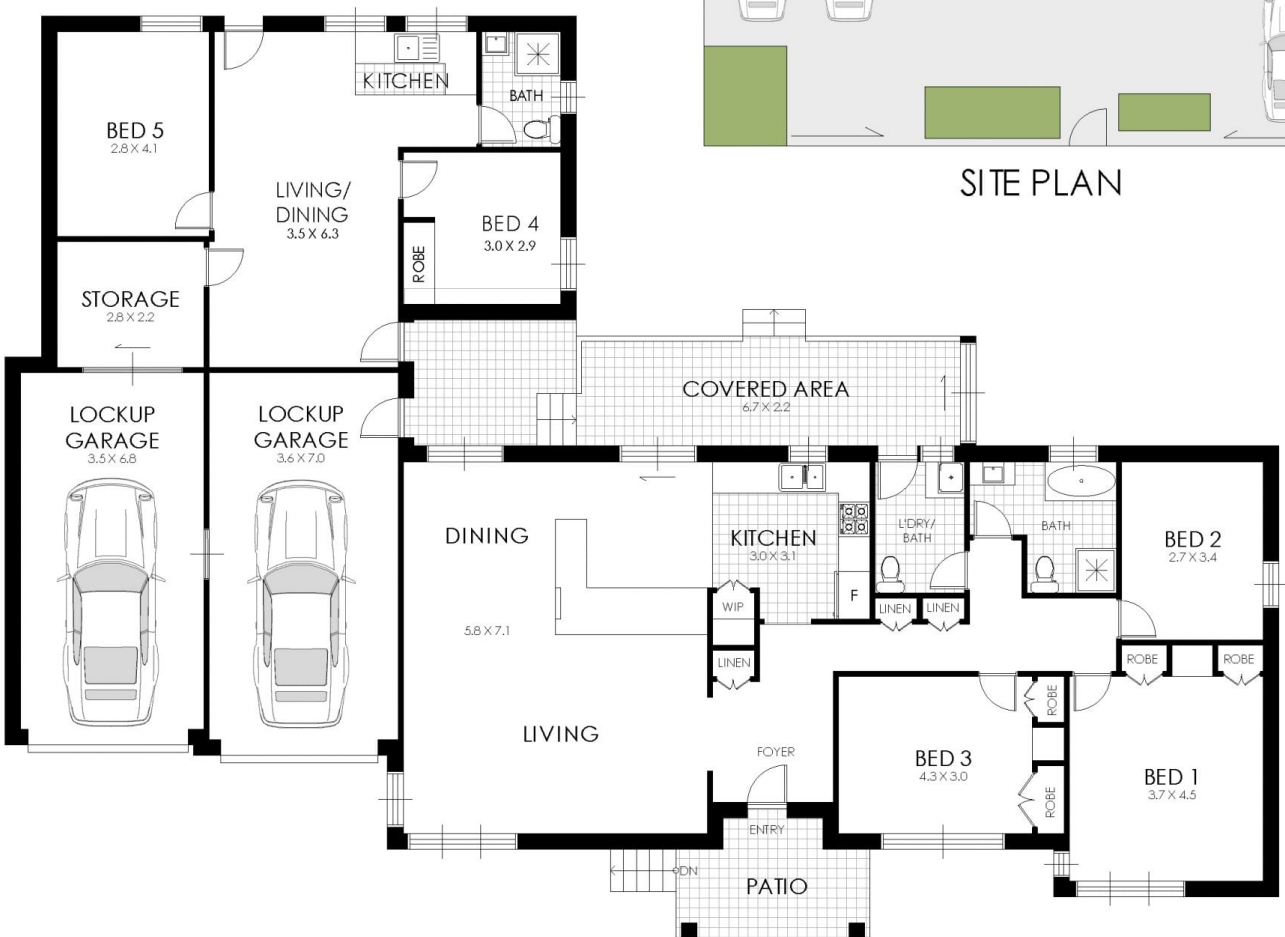 SITE PLAN
BED 5
2.8 X 4.1
KITCHEN
BATH
LIVING/
DINING
3.5 X 6.3
BED 4
3.0 X 2.9
ROBE
STORAGE
2.8 X 2.2
LOCKUP
GARAGE
3.5 X 6.8
LOCKUP
GARAGE
3.6 X 7.0
COVERED AREA
6.7 X 2.2
DINING
5.8 X 7.1
LIVING
KITCHEN
3.0 X 3.1
WIP
F
LINEN
L'DRY/
BATH
LINEN
LINEN
BATH
BED 2
2.7 X 3.4
ROBE
ROBE
FOYER
BED 3
4.3 X 3.0
ROBE
ROBE
BED 1
3.7 X 4.5
ENTRY
DN
PATIO